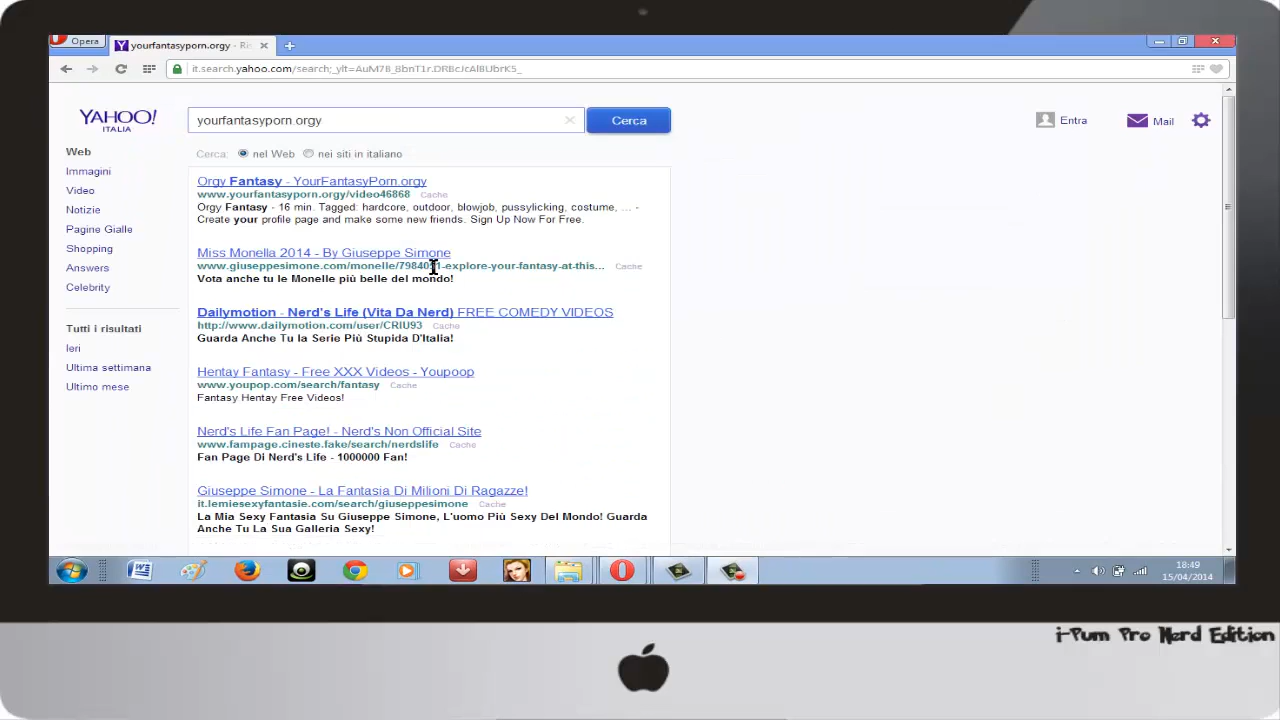 Opera
yourfantasyporn.orgy - Ris
it.search.yahoo.com/search;_ylt=
YAHOO!
ITALIA
yourfantasyporn.orgy
Cerca
Entra
Mail
Cerca: nel Web nei siti in italiano
Web
Immagini
Video
Notizie
Pagine Gialle
Shopping
Answers
Celebrity
Tutti i risultati
Ieri
Ultima settimana
Ultimo mese
Orgy Fantasy - YourFantasyPorn.orgy
www.yourfantasyporn.orgy/video46868 Cache
Orgy Fantasy - 16 min. Tagged: hardcore, outdoor, blowjob, pussylicking, costume, ... -
Create your profile page and make some new friends. Sign Up Now For Free.
Miss Monella 2014 - By Giuseppe Simone
www.giuseppesimone.com/monelle/-explore-your-fantasy-at-this... Cache
Vota anche tu le Monelle più belle del mondo!
Dailymotion - Nerd's Life (Vita Da Nerd) FREE COMEDY VIDEOS
http://www.dailymotion.com/user/CRIU93 Cache
Guarda Anche Tu la Serie Più Stupida D'Italia!
Hentay Fantasy - Free XXX Videos - Youpoop
www.youpop.com/search/fantasy Cache
Fantasy Hentay Free Videos!
Nerd's Life Fan Page! - Nerd's Non Official Site
www.fampage.cineste.fake/search/nerdslife Cache
Fan Page Di Nerd's Life - 1000000 Fan!
Giuseppe Simone - La Fantasia Di Milioni Di Ragazze!
it.lemiesexyfantasie.com/search/giuseppesimone Cache
La Mia Sexy Fantasia Su Giuseppe Simone, L'uomo Più Sexy Del Mondo! Guarda
Anche Tu La Sua Galleria Sexy!
18:49
15/04/2014
i-Pum Pro Nerd Edition